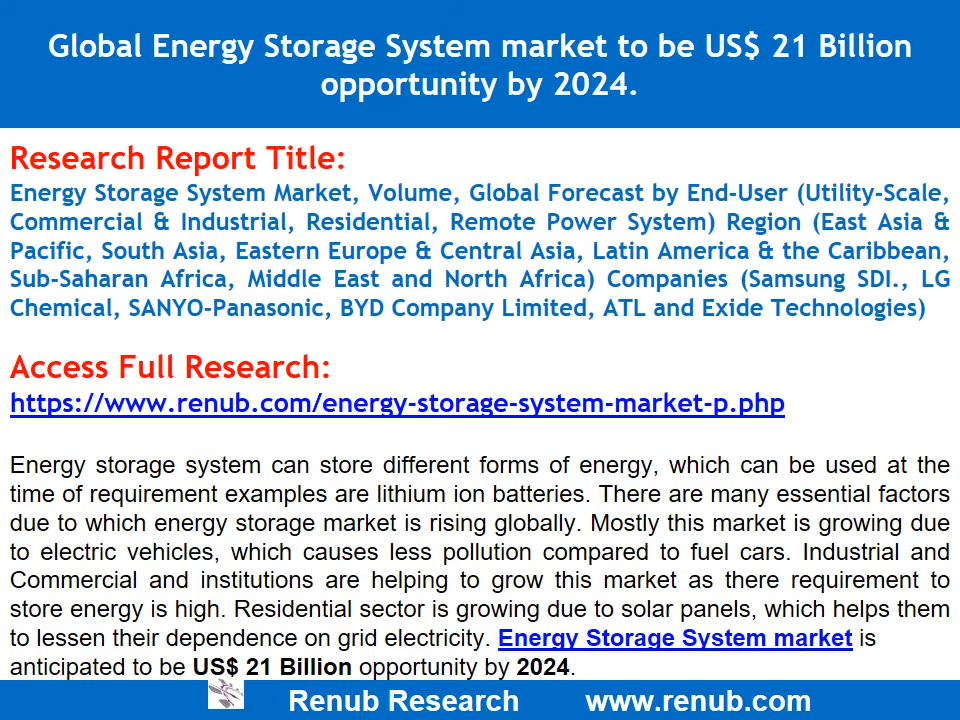 Global Energy Storage System market to be US$ 21 Billion
opportunity by 2024.
Research Report Title:
Energy Storage System Market, Volume, Global Forecast by End-User (Utility-Scale,
Commercial & Industrial, Residential, Remote Power System) Region (East Asia &
Pacific, South Asia, Eastern Europe & Central Asia, Latin America & the Caribbean,
Sub-Saharan Africa, Middle East and North Africa) Companies (Samsung SDI., LG
Chemical, SANYO-Panasonic, BYD Company Limited, ATL and Exide Technologies)
Access Full Research:
https://www.renub.com/energy-storage-system-market-p.php
Energy storage system can store different forms of energy, which can be used at the
time of requirement examples are lithium ion batteries. There are many essential factors
due to which energy storage market is rising globally. Mostly this market is growing due
to electric vehicles, which causes less pollution compared to fuel cars. Industrial and
Commercial and institutions are helping to grow this market as there requirement to
store energy is high. Residential sector is growing due to solar panels, which helps them
to lessen their dependence on grid electricity. Energy Storage System market is
anticipated to be US$ 21 Billion opportunity by 2024.
Renub Research www.renub.com